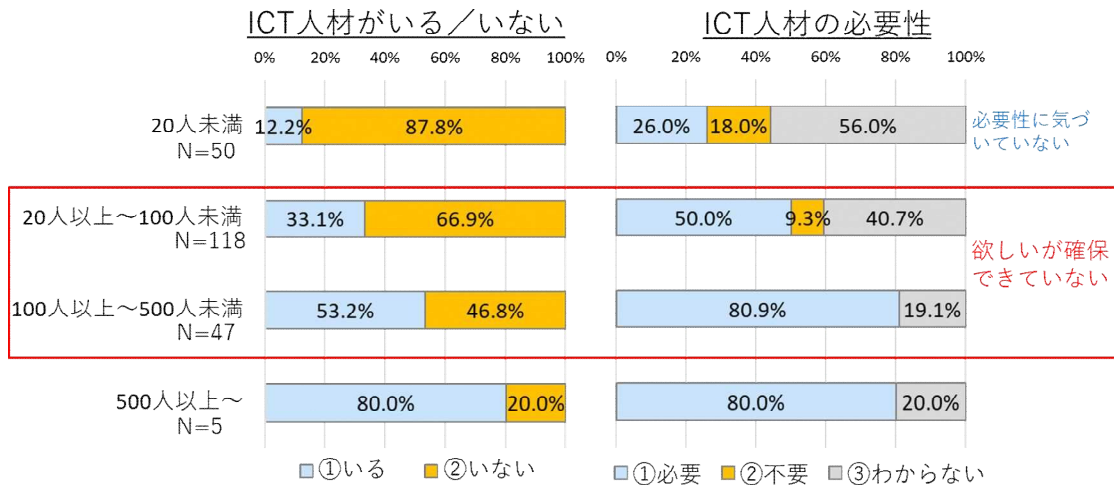 ICT人材がいる／いない
ICT人材の必要性
0% 20% 40% 60% 80% 100%
0% 20% 40% 60% 80% 100%
20人未満
N=50
12.2% 87.8%
26.0% 18.0% 56.0%
必要性に気づ
いていない
20人以上～100人未満
N=118
33.1% 66.9%
50.0% 9.3% 40.7%
欲しいが確保
できていない
100人以上～500人未満
N=47
53.2% 46.8%
80.9% 19.1%
500人以上～
N=5
80.0% 20.0%
80.0% 20.0%
①いる ②いない
①必要 ②不要 ③わからない